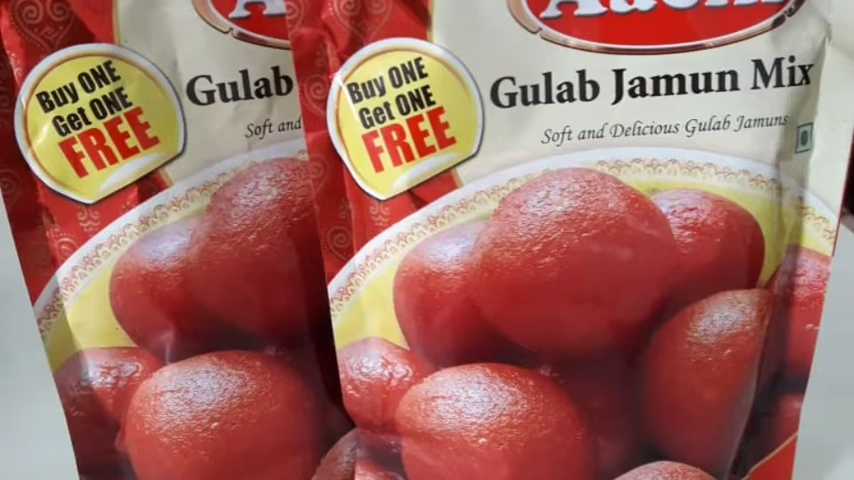 Buy ONE
Get ONE
FREE
Gulab
Soft and
Buy ONE
Get ONE
FREE
Gulab Jamun Mix
Soft and Delicious Gulab Jamuns